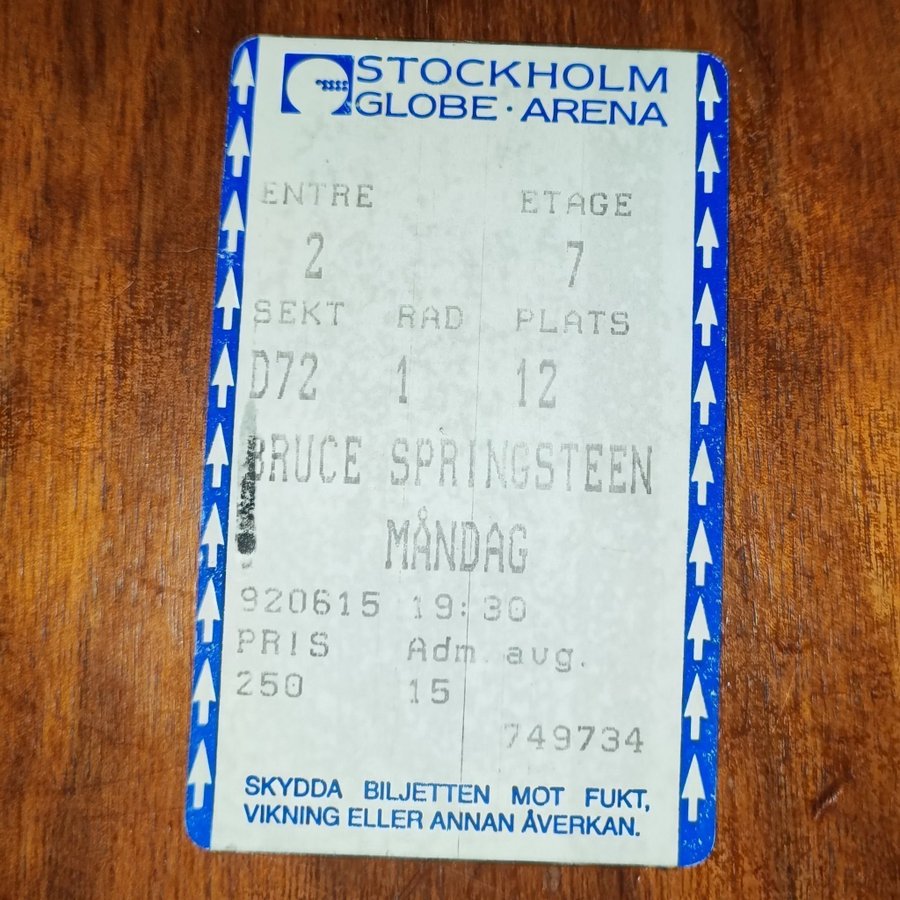 STOCKHOLM
GLOBE · ARENA
ENTRE ETAGE
2 7
SEKT RAD PLATS
D72 1 12
BRUCE SPRINGSTEEN
MÅNDAG
920615 19:30
PRIS Adm. avg.
250 15
749734
SKYDDA BILJETTEN MOT FUKT,
VIKNING ELLER ANNAN ÅVERKAN.